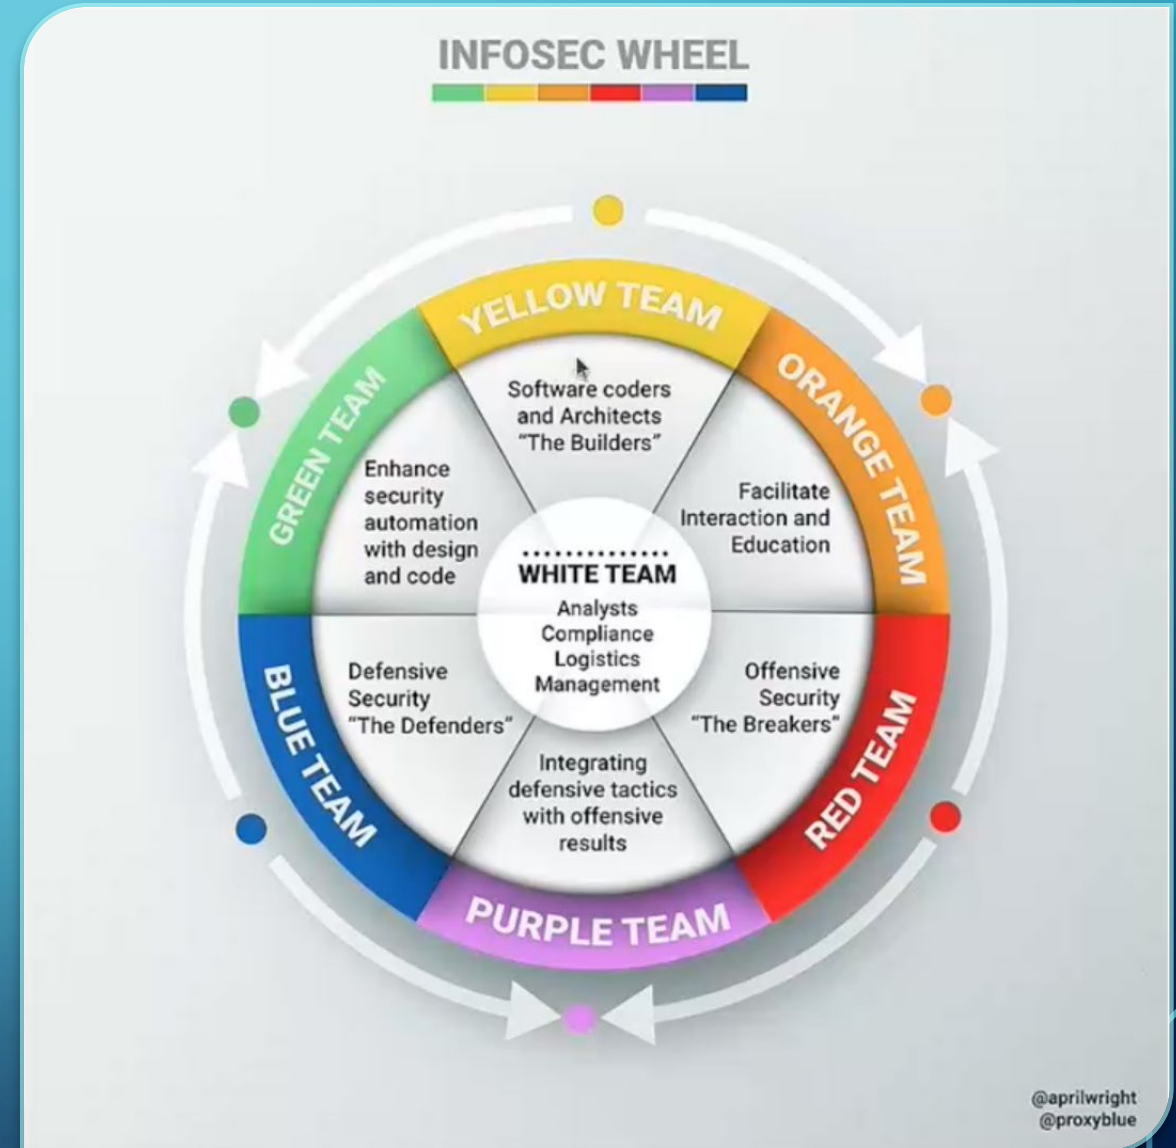 INFOSEC WHEEL
YELLOW TEAM
Software coders
and Architects
“The Builders”
ORANGE TEAM
Facilitate
Interaction and
Education
RED TEAM
Offensive
Security
“The Breakers”
PURPLE TEAM
Integrating
defensive tactics
with offensive
results
BLUE TEAM
Defensive
Security
“The Defenders”
GREEN TEAM
Enhance
security
automation
with design
and code
WHITE TEAM
Analysts
Compliance
Logistics
Management
@aprilwright
@proxyblue